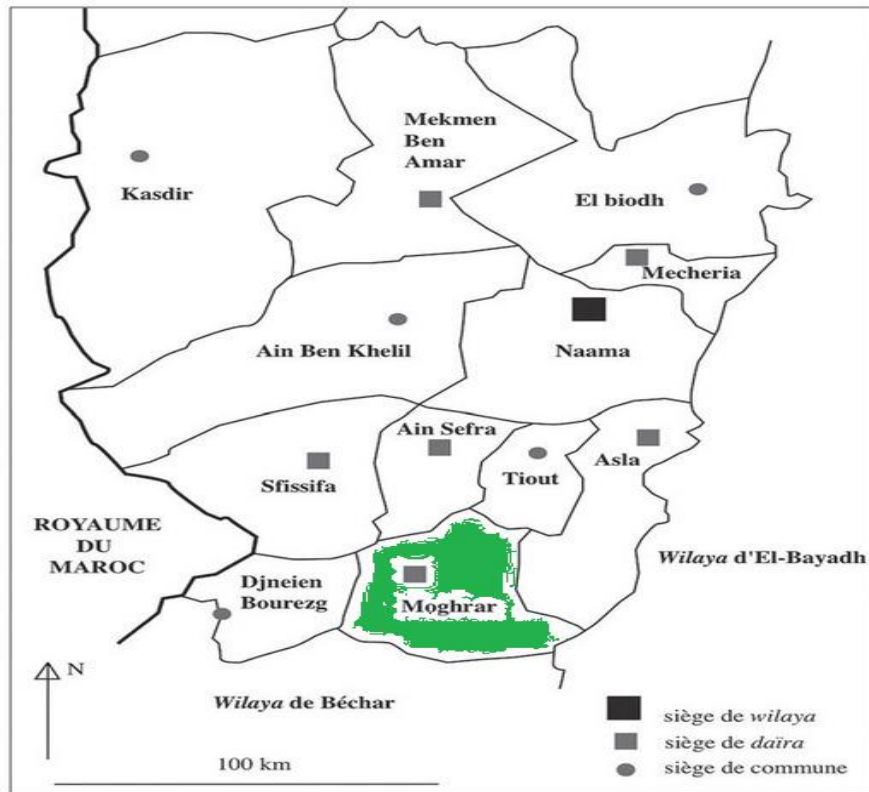 Mekmen
Ben
Amar
Kasdir
El biodh
Mecheria
Ain Ben Khelil
Naama
Ain Sefra
Sfissifa
Tiout
Asla
ROYAUME
DU
MAROC
Wilaya d'El-Bayadh
Djneien
Bourezg
Moghrar
N
Wilaya de Béchar
siège de wilaya
siège de daïra
100 km
siège de commune